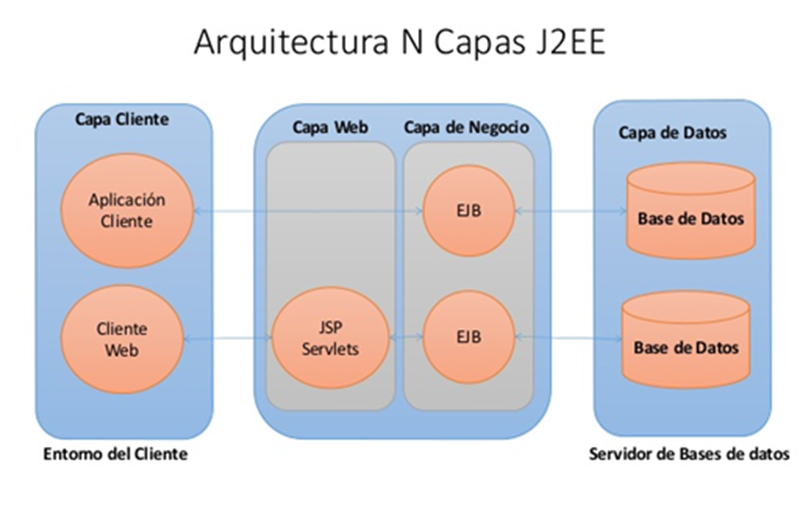 Arquitectura N Capas J2EE
Capa Cliente
Aplicación
Cliente
Cliente
Web
Entorno del Cliente
Capa Web
JSP
Servlets
Capa de Negocio
EJB
EJB
Capa de Datos
Base de Datos
Base de Datos
Servidor de Bases de datos